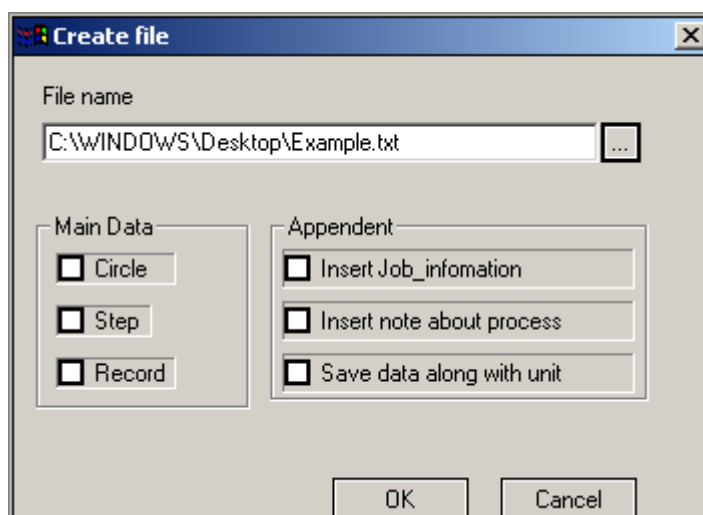 Create file
File name
C:\WINDOWS\Desktop\Example.txt ...
Main Data
Circle
Step
Record
Appendent
Insert Job_infomation
Insert note about process
Save data along with unit
OK Cancel